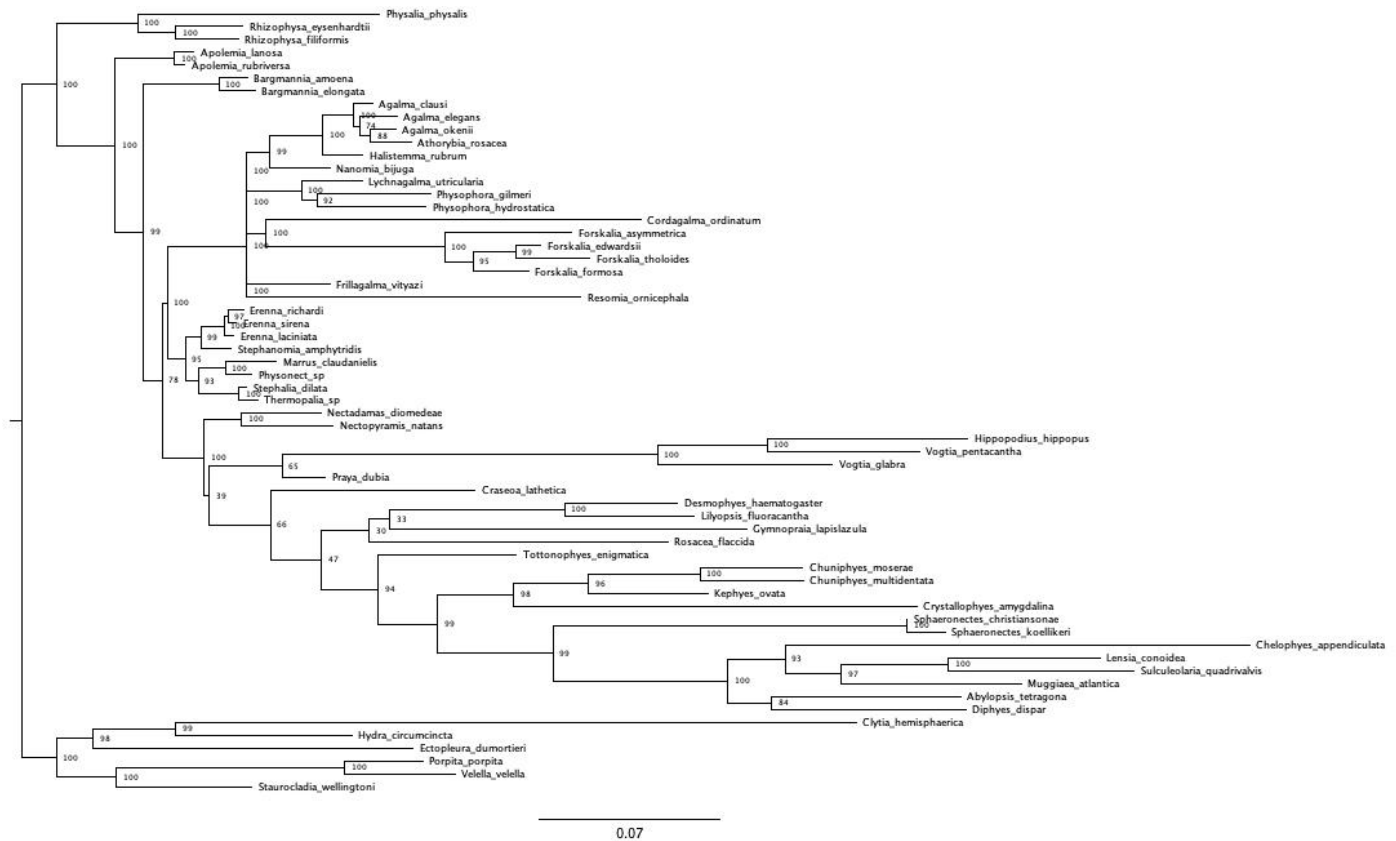 Physalia_physalis
100
Rhizophysa_eysenhardtii
100
Rhizophysa_filiformis
Apolemia_lanosa
100
Apolemia_rubriversa
Bargmannia_amoena
100
100
Bargmannia_elongata
Agalma_clausi
100
Agalma_elegans
74
Agalma_okenii
100
88
Athorybia_rosacea
100
99
Halistemma_rubrum
100
Nanomia_bijuga
Lychnagalma_utricularia
100
Physophora_gilmeri
100
92
Physophora_hydrostatica
Cordagalma_ordinatum
99
100
Forskalia_asymmetrica
100
100
Forskalia_edwardsii
99
Forskalia_tholoides
95
Forskalia_formosa
Frillagalma_vityazi
100
Resomia_ornicephala
100
Erenna_richardi
97
Erenna_sirena
100
Erenna_laciniata
99
Stephanomia_amphytridis
95
Marrus_claudanielis
100
Physonect_sp
78
93
Stephalia_dilata
100
Thermopalia_sp
Nectadamas_diomedeae
100
Nectopyramis_natans
Hippopodius_hippopus
100
Vogtia_pentacantha
100
100
65
Vogtia_glabra
Praya_dubia
39
Craseoa_lathetica
Desmophyes_haematogaster
100
33
Lilyopsis_fluoracantha
66
30
Gymnopraia_lapislazula
Rosacea_flaccida
47
Tottonophyes_enigmatica
Chuniphyes_moserae
100
Chuniphyes_multidentata
96
94
98
Kephyes_ovata
Crystallophyes_amygdalina
Sphaeronectes_christiansonae
99
100
Sphaeronectes_koellikeri
Chelophyes_appendiculata
99
93
Lensia_conoidea
100
Sulculeolaria_quadrivalvis
97
100
Muggiaea_atlantica
Abylopsis_tetragona
84
Diphyes_dispar
Clytia_hemisphaerica
99
98
Hydra_circumcincta
Ectopleura_dumortieri
100
Porpita_porpita
100
Velella_velella
100
Staurocladia_wellingtoni
0.07